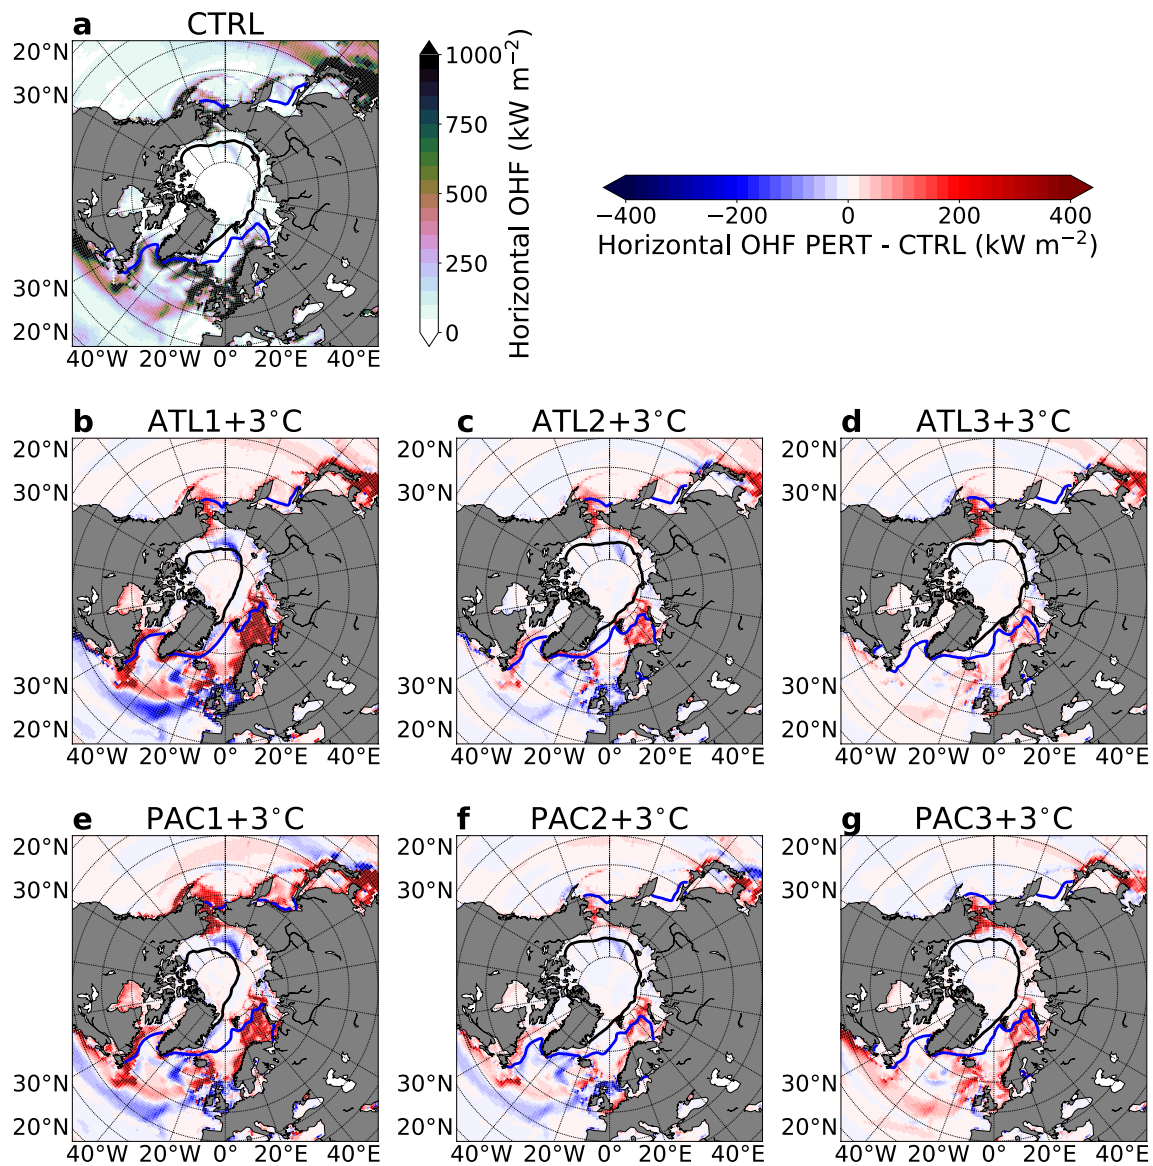 a CTRL
20°N
30°N
30°N
20°N
40°W 20°W 0° 20°E 40°E
1000
750
500
250
0
Horizontal OHF (kW m−2)
−400 −200 0 200 400
Horizontal OHF PERT - CTRL (kW m−2)
b ATL1+3°C
20°N
30°N
30°N
20°N
40°W 20°W 0° 20°E 40°E
c ATL2+3°C
20°N
30°N
30°N
20°N
40°W 20°W 0° 20°E 40°E
d ATL3+3°C
20°N
30°N
30°N
20°N
40°W 20°W 0° 20°E 40°E
e PAC1+3°C
20°N
30°N
30°N
20°N
40°W 20°W 0° 20°E 40°E
f PAC2+3°C
20°N
30°N
30°N
20°N
40°W 20°W 0° 20°E 40°E
g PAC3+3°C
20°N
30°N
30°N
20°N
40°W 20°W 0° 20°E 40°E